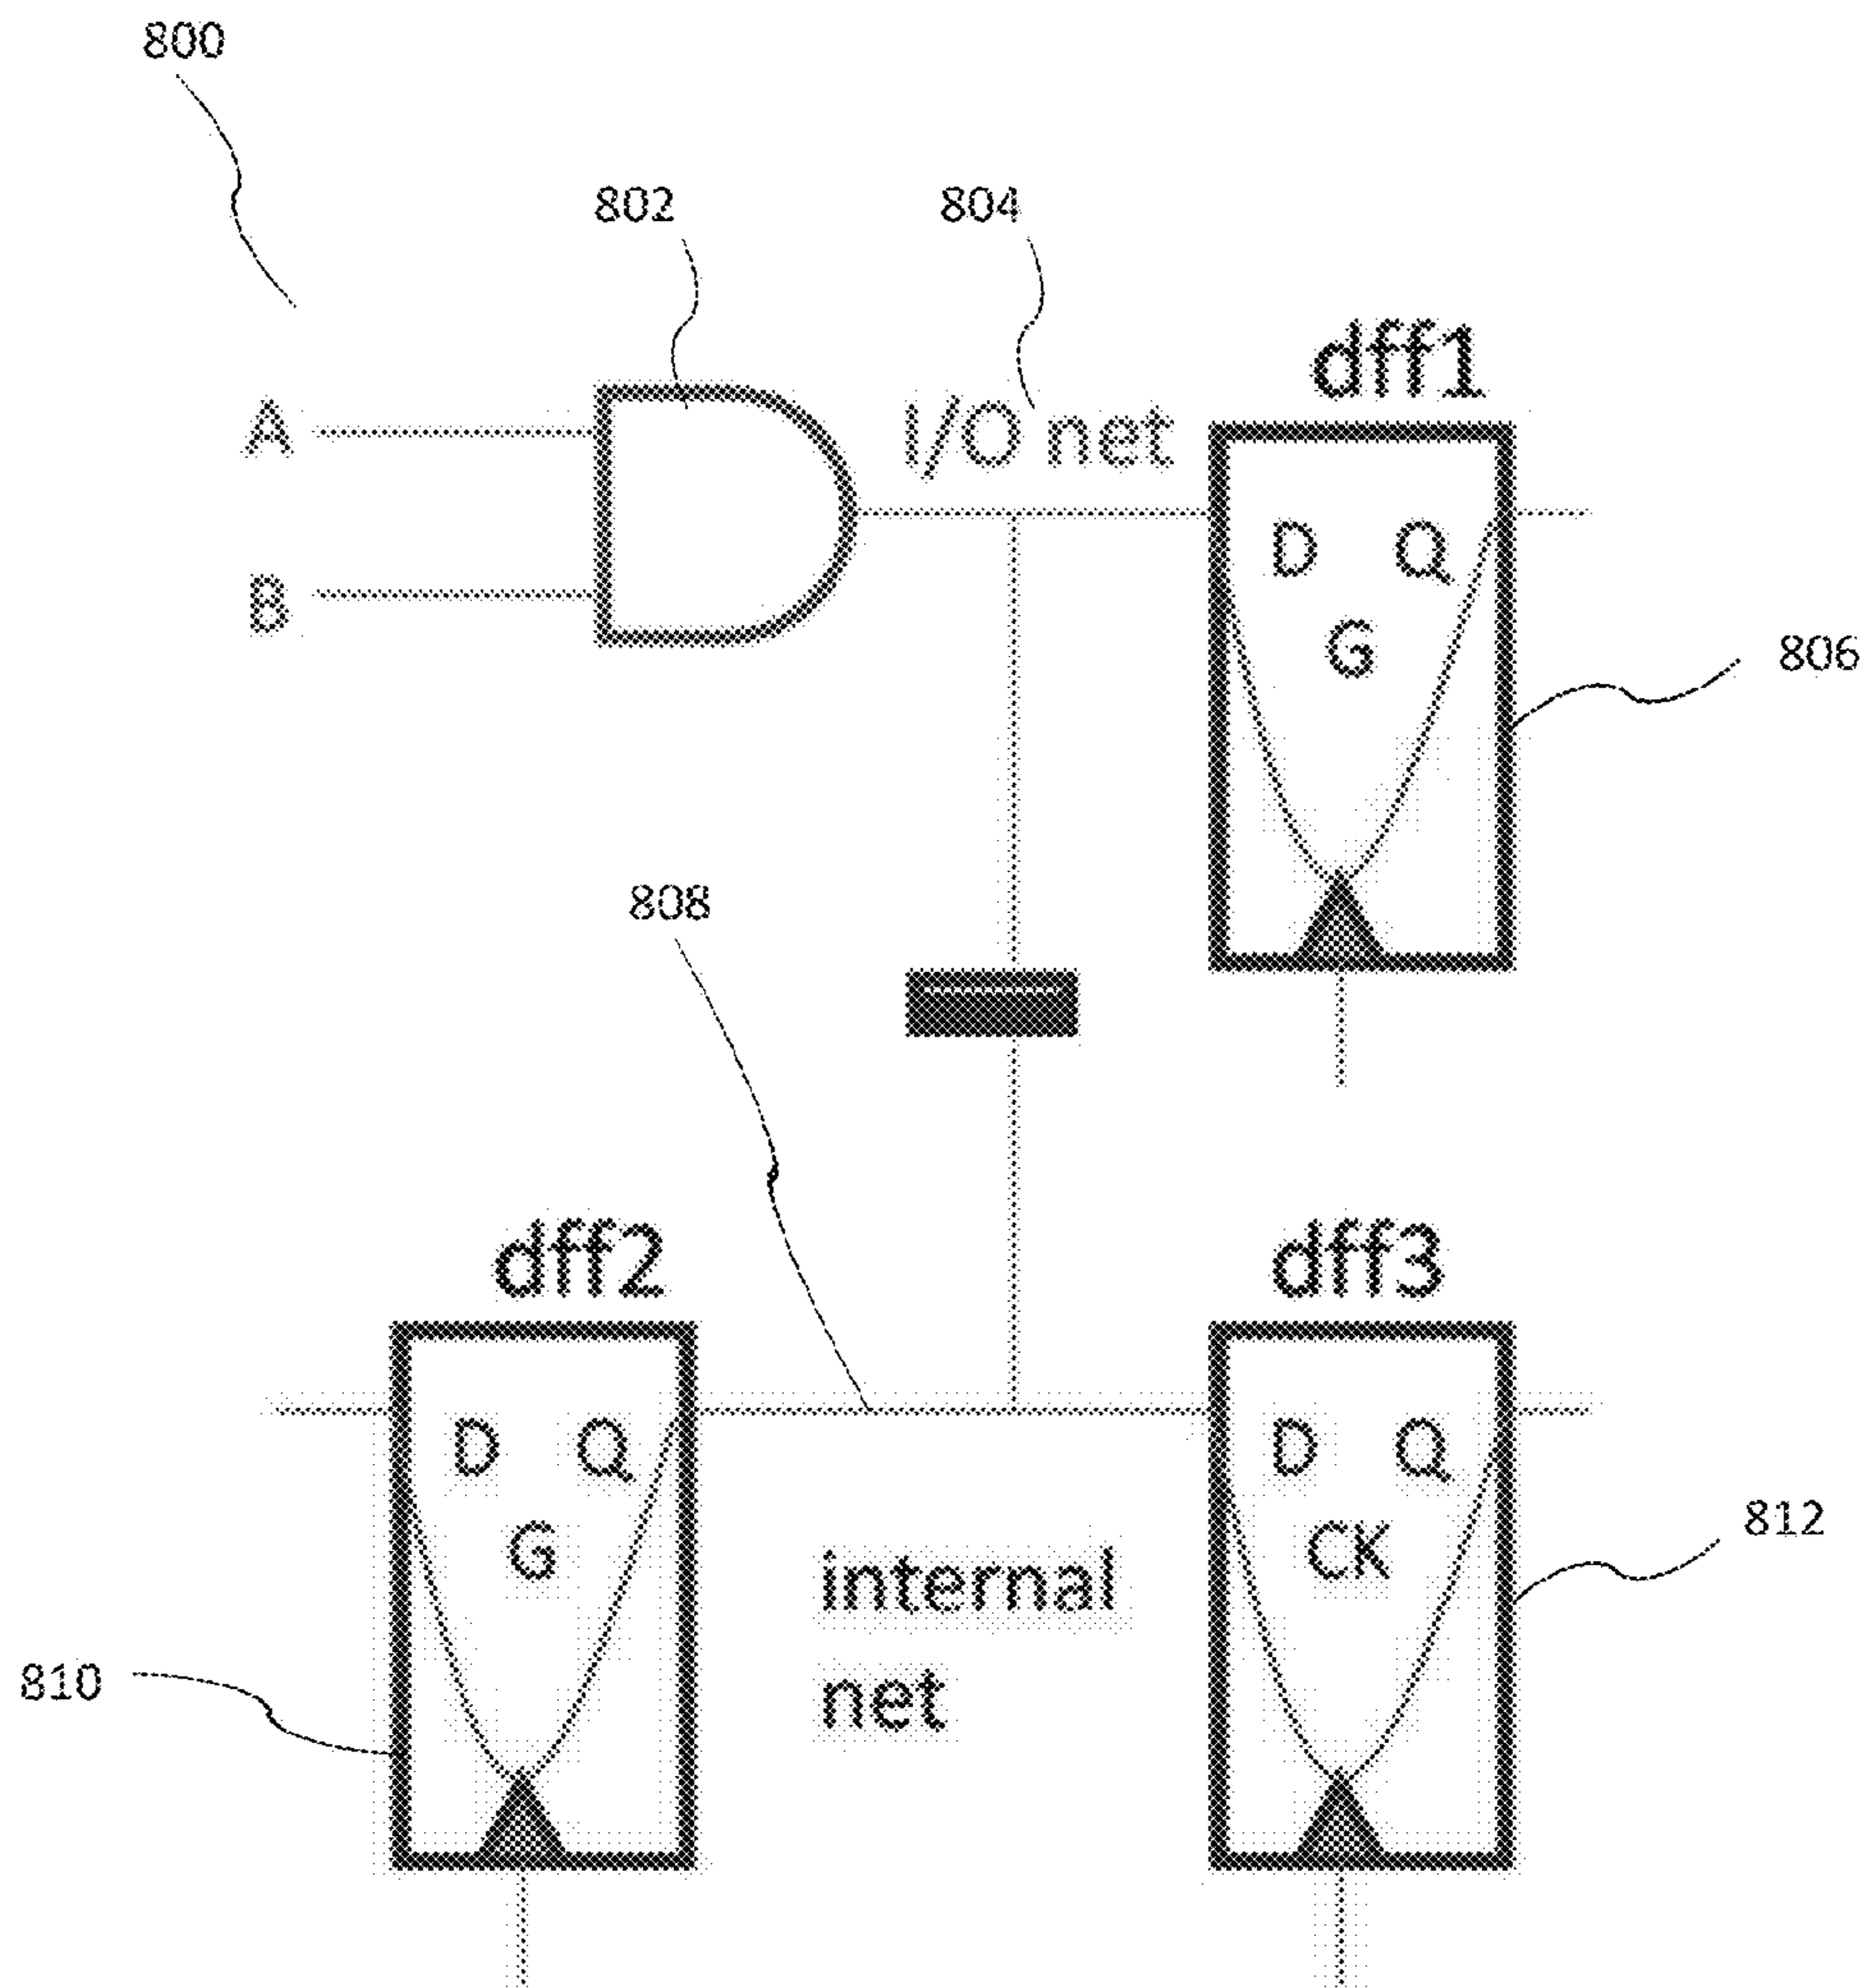 800
802
804
dff1
A
I/O net
D Q
B
G
806
808
dff2
dff3
D Q
D Q
G
CK
812
internal
net
810